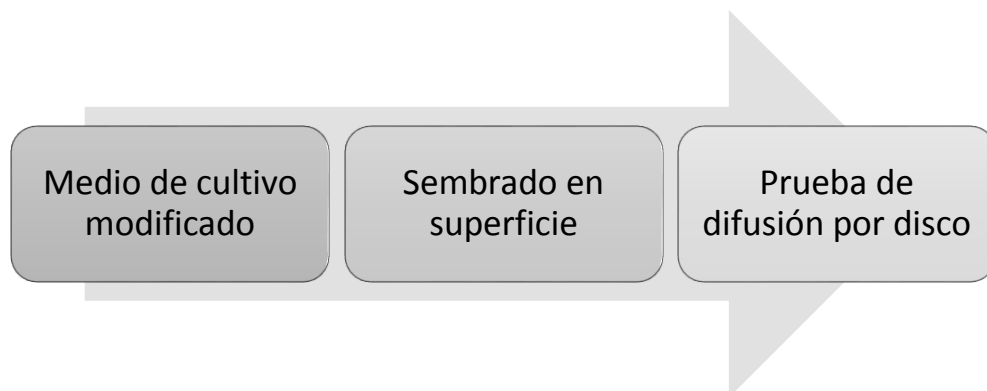 Medio de cultivo
modificado
Sembrado en
superficie
Prueba de
difusión por disco